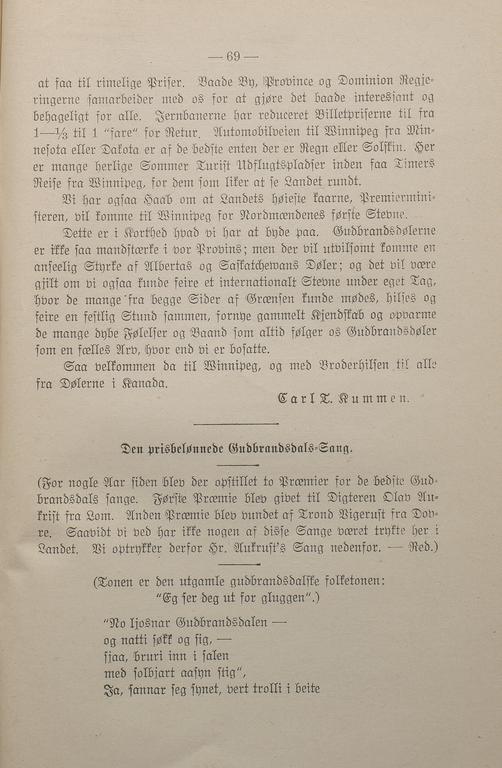 — 69 —
at faa til rimelige Priser. Baade By, Province og Dominion Regje-
ringerne samarbeider med os for at gjøre det baade interessant og
behageligt for alle. Jernbanerne har reduceret Billetpriserne til fra
1—⅓ til 1 "fare" for Retur. Automobilveien til Winnipeg fra Min-
nesota eller Dakota er af de bedste enten der er Regn eller Solskin. Her
er mange herlige Sommer Turist Udflugtspladser inden faa Timers
Reise fra Winnipeg, for dem som liker at se Landet rundt.
Vi har ogsaa Haab om at Landets høieste kaarne, Premiermini-
steren, vil komme til Winnipeg for Nordmændenes første Stevne.
Dette er i Korthed hvad vi har at byde paa. Gudbrandsdølerne
er ikke saa mandstærke i vor Provins; men der vil utvilsomt komme en
anseelig Styrke af Albertas og Saskatchewans Døler; og det vil være
gjilt om vi ogsaa kunde feire et internationalt Stevne under eget Tag,
hvor de mange fra begge Sider af Grænsen kunde mødes, hilses og
feire en festlig Stund sammen, fornye gammelt Kjendskab og opvarme
de mange dybe Følelser og Baand som altid følger os Gudbrandsdøler
som en fælles Arv, hvor end vi er bosatte.
Saa velkommen da til Winnipeg, og med Broderhilsen til alle
fra Dølerne i Kanada.
Carl T. Kummen.
Den prisbelønnede Gudbrandsdals-Sang.
(For nogle Aar siden blev der opstillet to Præmier for de bedste Gud-
brandsdals sange. Første Præmie blev givet til Digteren Olav Au-
krist fra Lom. Anden Præmie blev vundet af Trond Vigerust fra Dov-
re. Saavidt vi ved har ikke nogen af disse Sange været trykte her i
Landet. Vi optrykker derfor Hr. Aukrust's Sang nedenfor. — Red.)
(Tonen er den utgamle gudbrandsdalske folketonen:
"Eg ser deg ut for gluggen".)
"No ljosnar Gudbrandsdalen —
og natti søkk og sig, —
sjaa, bruri inn i salen
med solbjart aasyn stig",
Ja, sannar seg synet, vert trolli i beite